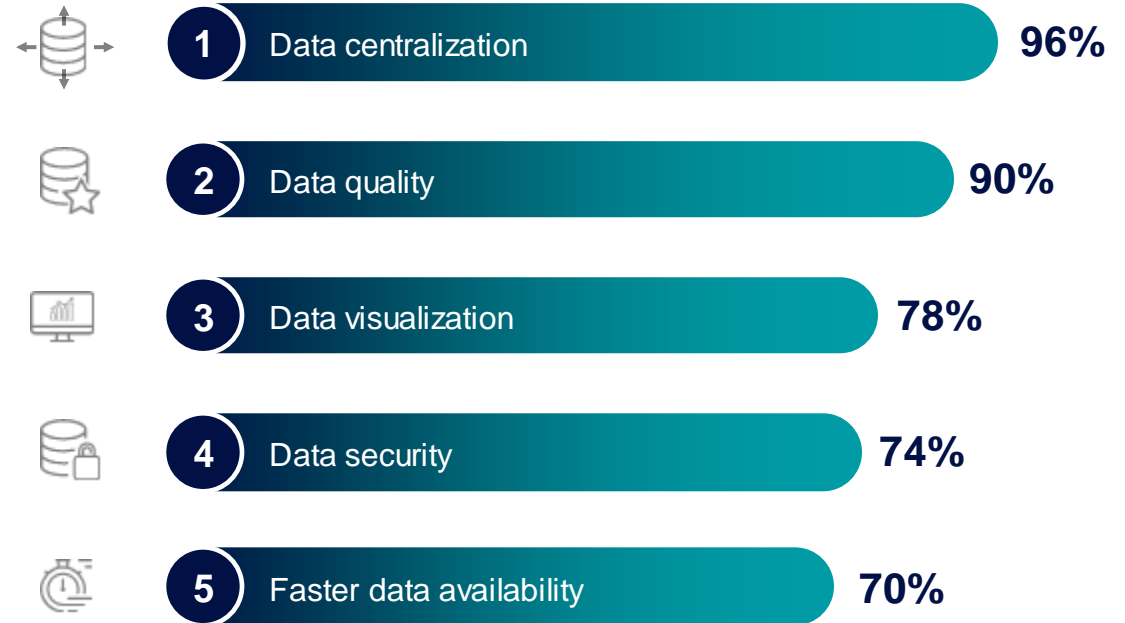 1 Data centralization 96%
2 Data quality 90%
3 Data visualization 78%
4 Data security 74%
5 Faster data availability 70%